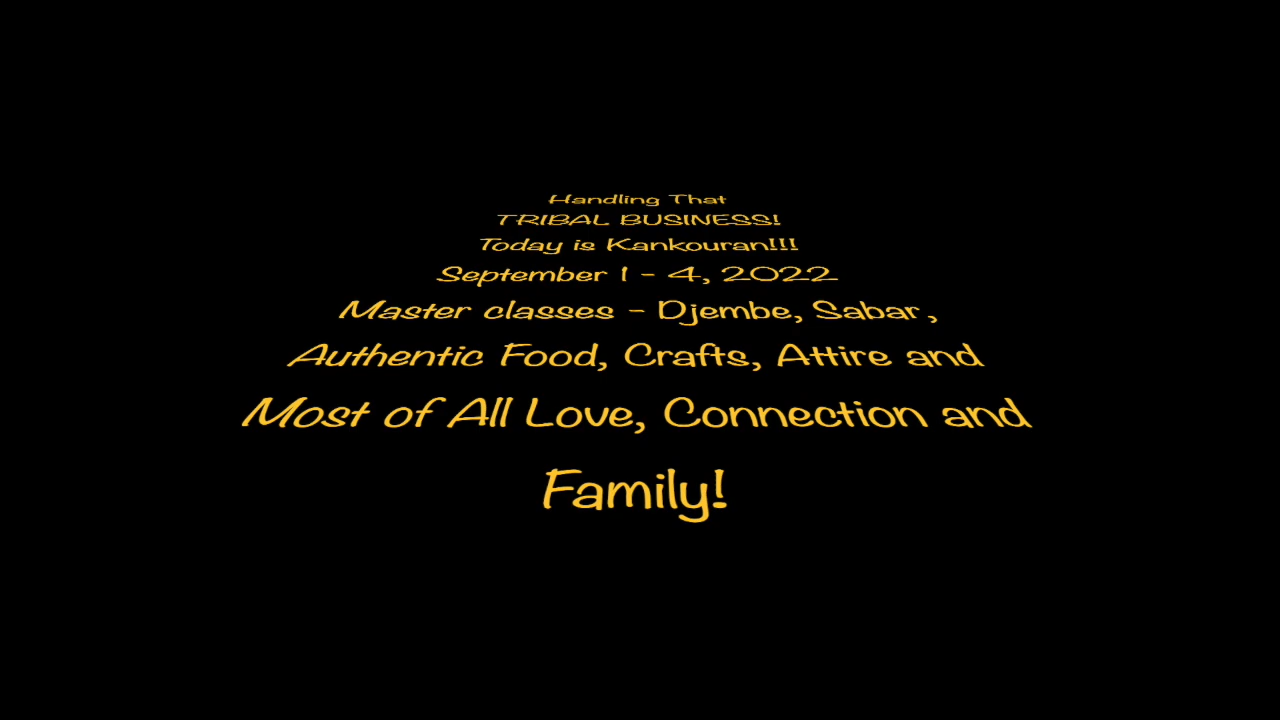 Handling That
TRIBAL BUSINESS!
Today is Kankouran!!!
September 1 - 4, 2022
Master classes - Djembe, Sabar ,
Authentic Food, Crafts, Attire and
Most of All Love, Connection and
Family!